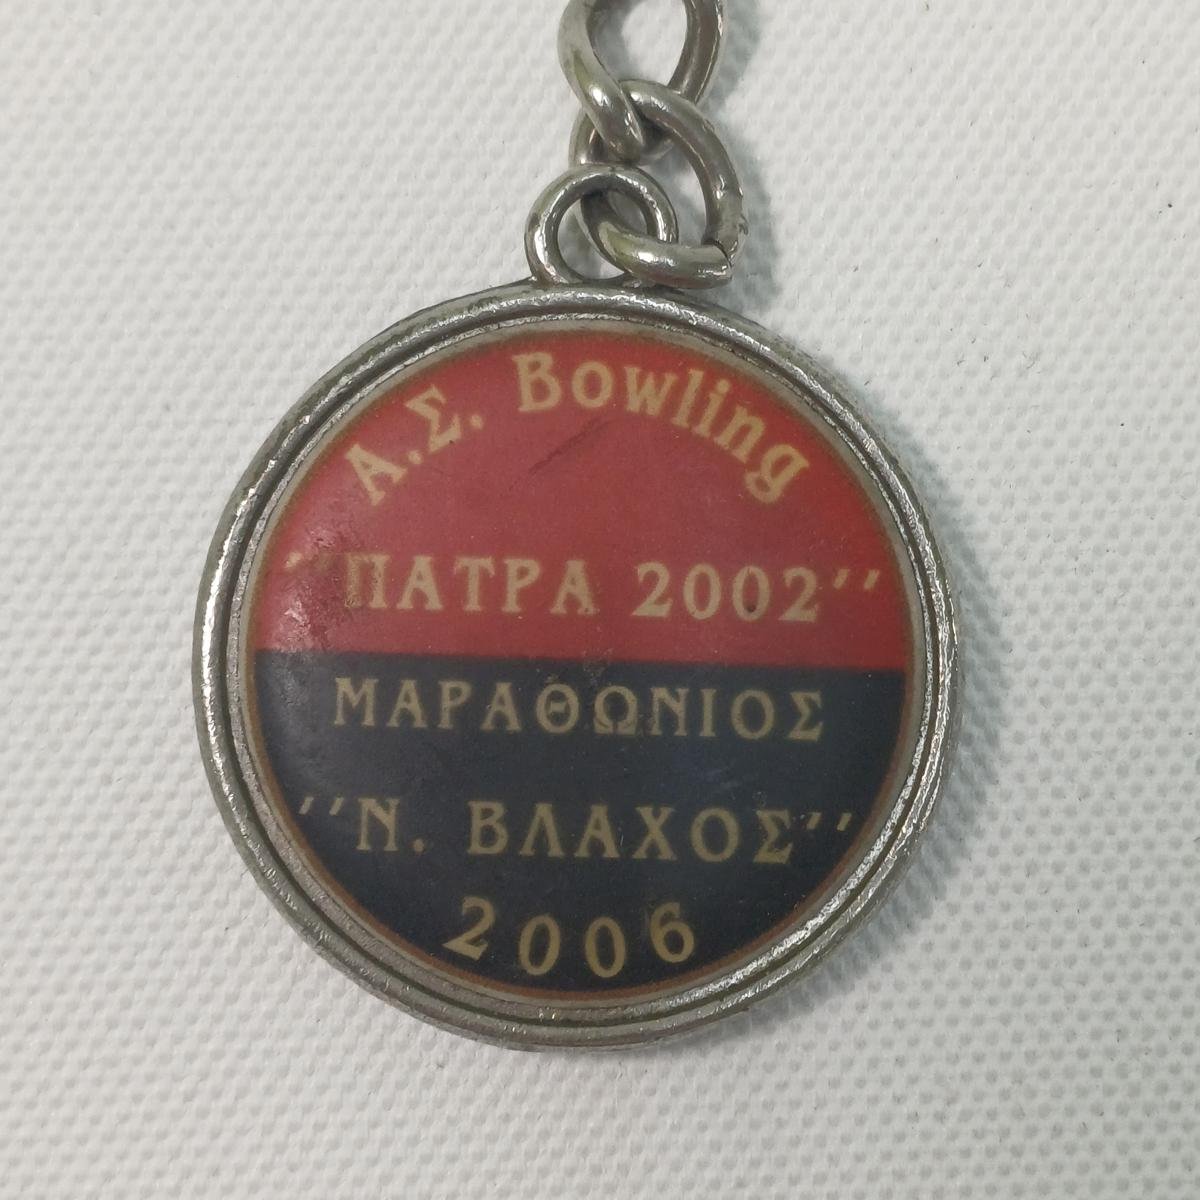 Α.Σ. Bowling
''ΠΑΤΡΑ 2002''
ΜΑΡΑΘΩΝΙΟΣ
''Ν. ΒΛΑΧΟΣ''
2006